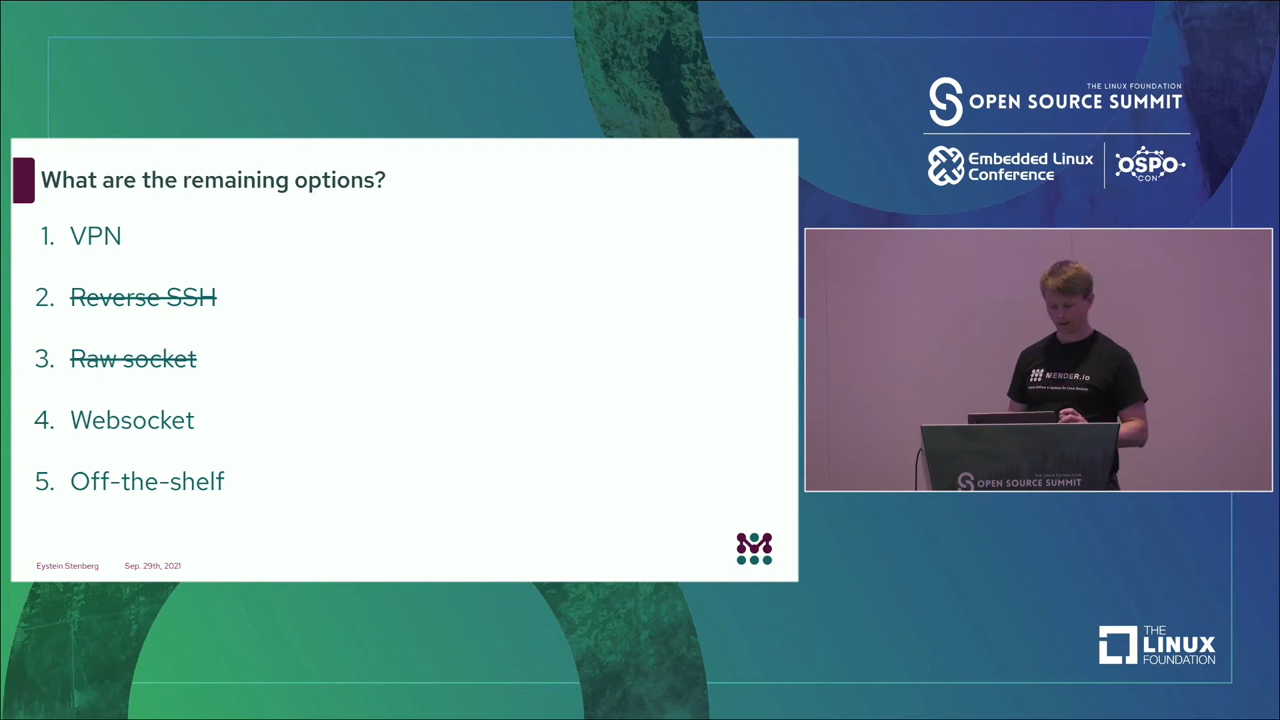 THE LINUX FOUNDATION
OPEN SOURCE SUMMIT
Embedded Linux
Conference
OSPO
CON
What are the remaining options?
1. VPN
2. Reverse SSH
3. Raw socket
4. Websocket
5. Off-the-shelf
Eystein Stenberg Sep. 29th, 2021
MENDER.io
OPEN SOURCE SUMMIT
THE
LINUX
FOUNDATION